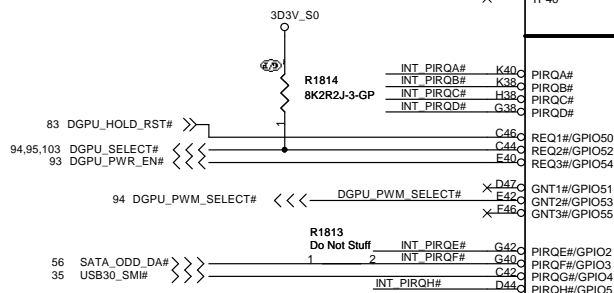 3D3V_S0
R1814
8K2R2J-3-GP
1
INT_PIRQA# K40 PIRQA#
INT_PIRQB# K38 PIRQB#
INT_PIRQC# H38 PIRQC#
INT_PIRQD# G38 PIRQD#
83 DGPU_HOLD_RST# C46 REQ1#/GPIO50
94,95,103 DGPU_SELECT# C44 REQ2#/GPIO52
93 DGPU_PWR_EN# E40 REQ3#/GPIO54
D47 GNT1#/GPIO51
94 DGPU_PWM_SELECT# DGPU_PWM_SELECT# E42 GNT2#/GPIO53
F46 GNT3#/GPIO55
R1813
Do Not Stuff
INT_PIRQE# G42 PIRQE#/GPIO2
56 SATA_ODD_DA# 1 2 INT_PIRQF# G40 PIRQF#/GPIO3
35 USB30_SMI# C42 PIRQG#/GPIO4
INT_PIRQH# D44 PIRQH#/GPIO5